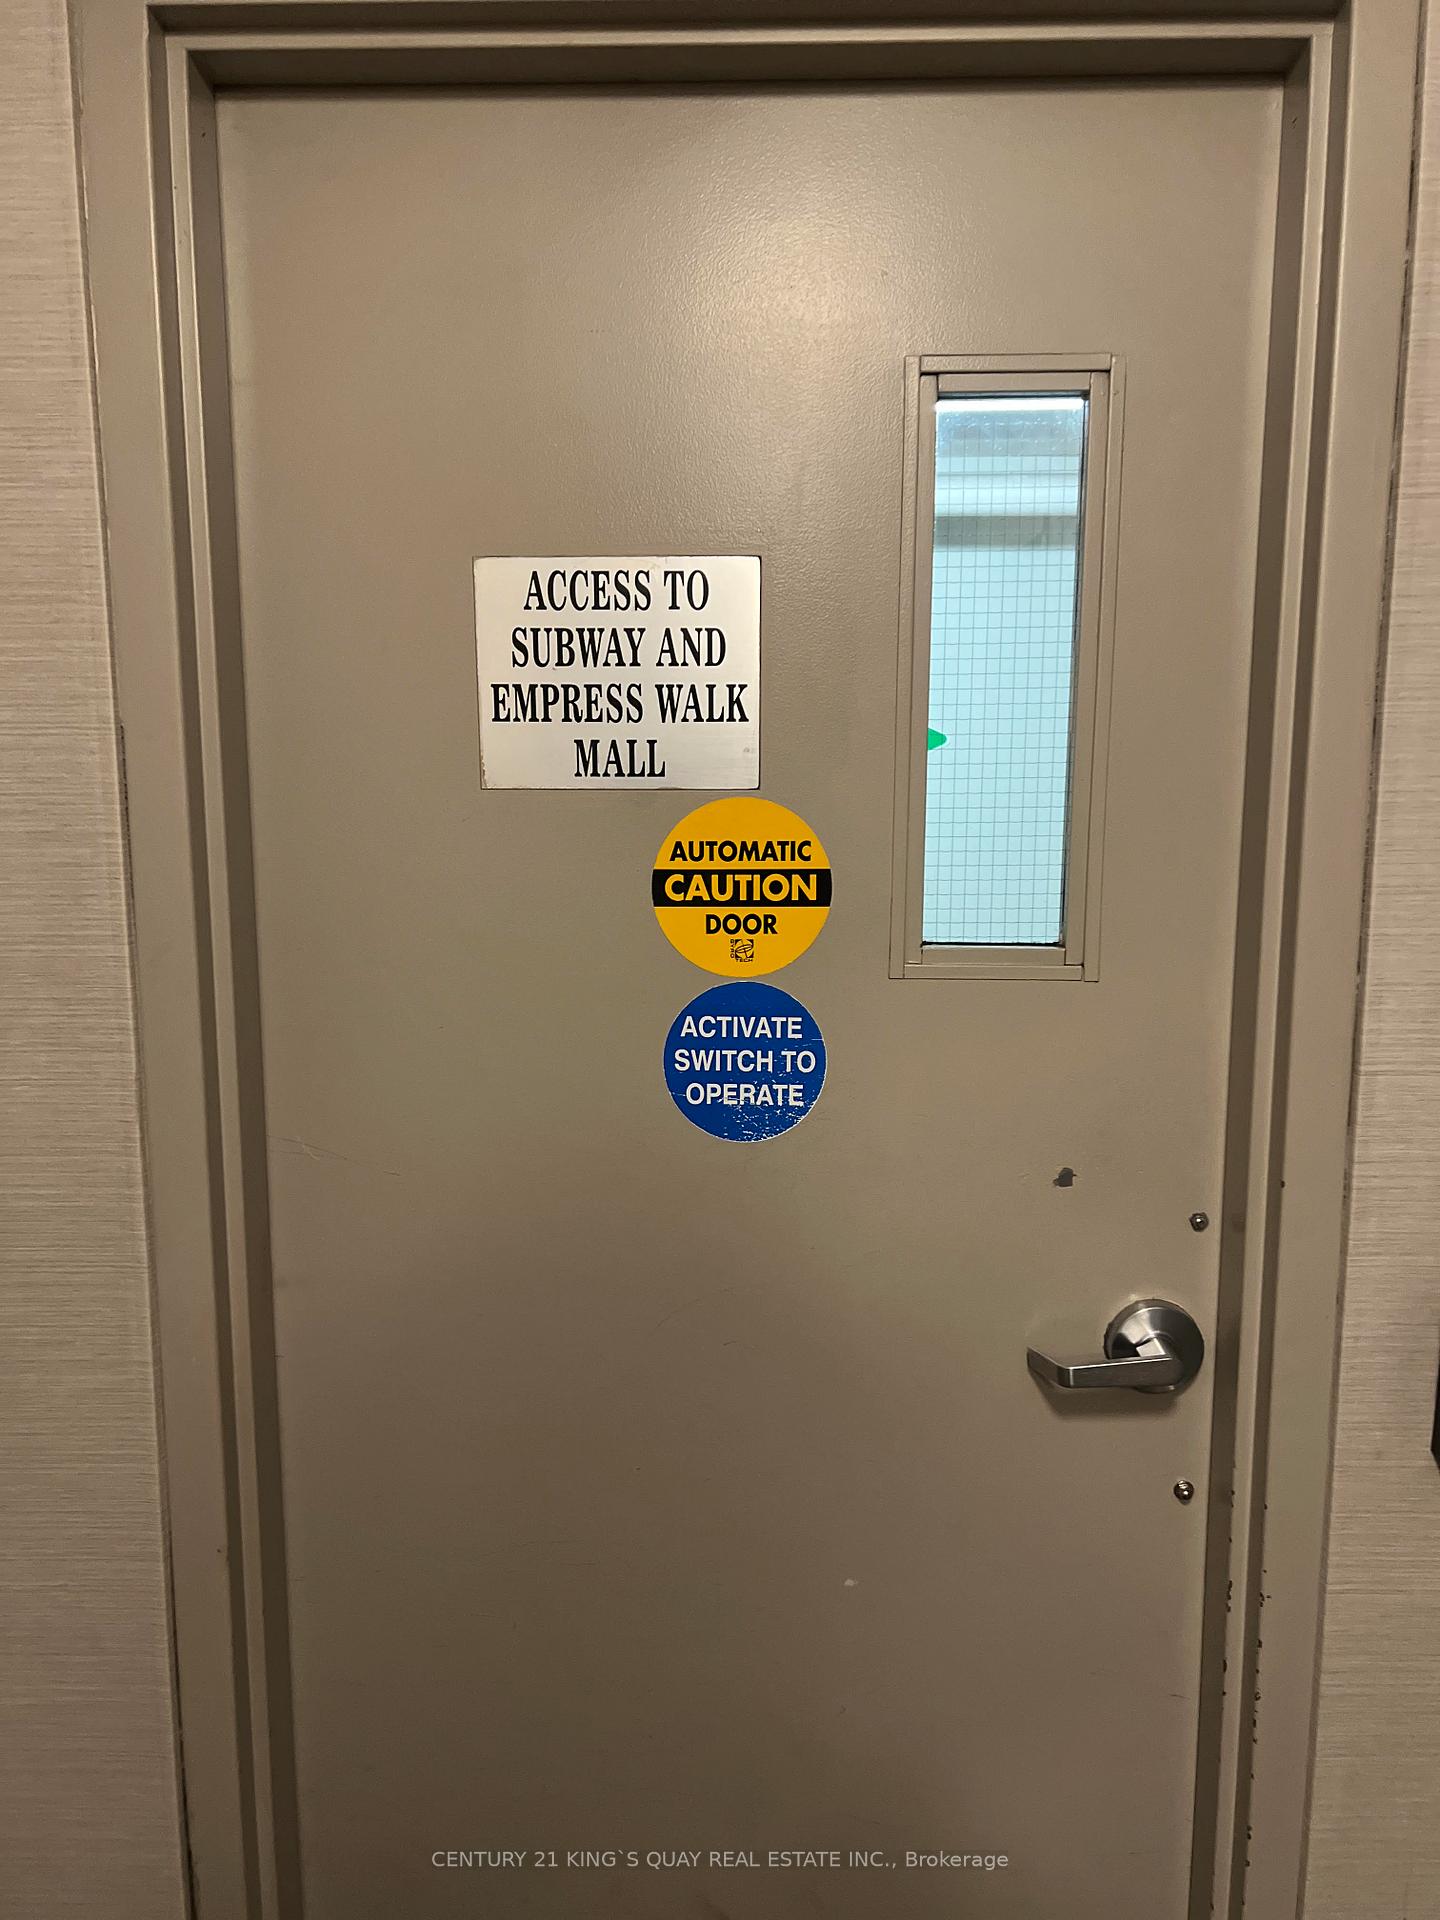 ACCESS TO
SUBWAY AND
EMPRESS WALK
MALL
AUTOMATIC
CAUTION
DOOR
TECH
ACTIVATE
SWITCH TO
OPERATE
CENTURY 21 KING`S QUAY REAL ESTATE INC., Brokerage